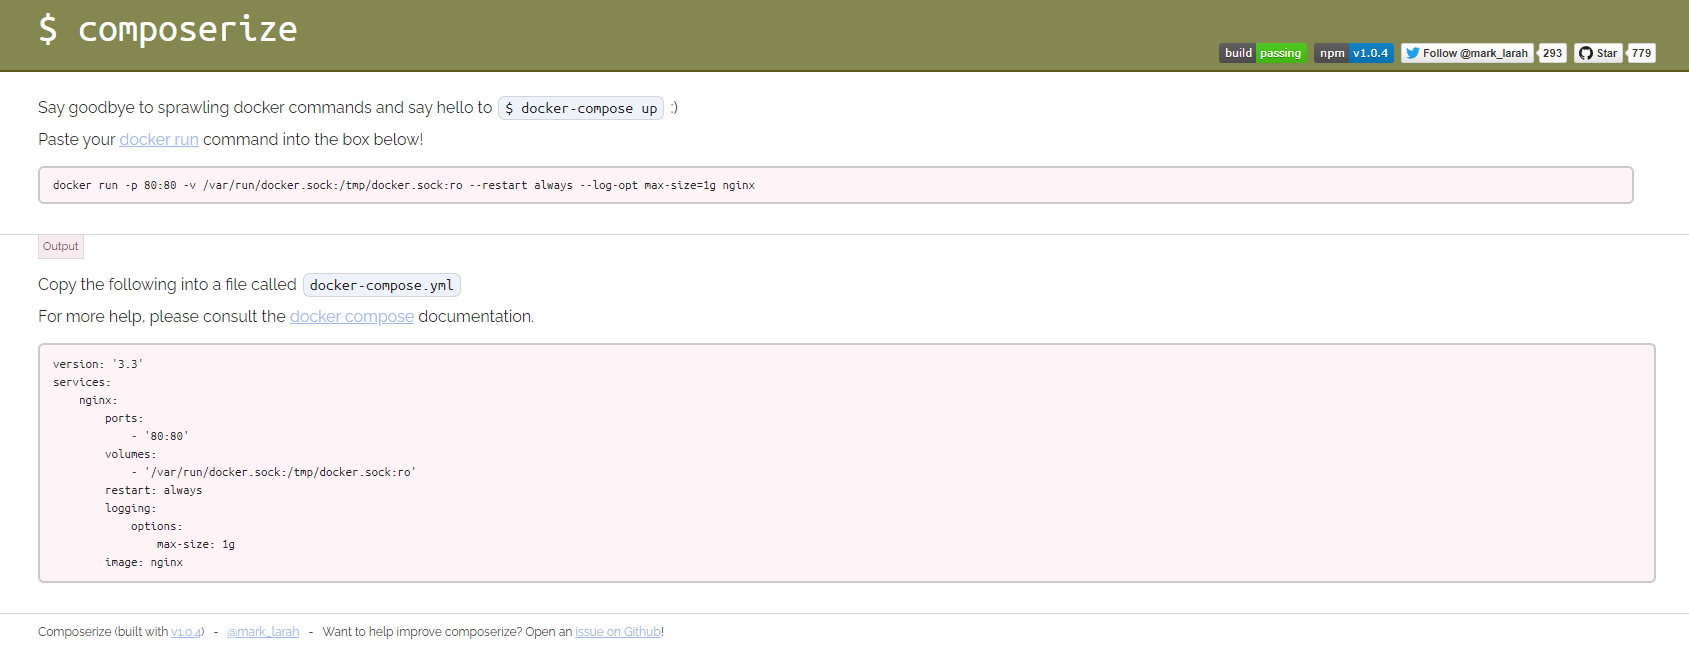 $ composerize
build passing npm v1.0.4 Follow @mark_larah 293 Star 779
Say goodbye to sprawling docker commands and say hello to $ docker-compose up :)
Paste your docker run command into the box below!
docker run -p 80:80 -v /var/run/docker.sock:/tmp/docker.sock:ro --restart always --log-opt max-size=1g nginx
Output
Copy the following into a file called docker-compose.yml
For more help, please consult the docker compose documentation.
version: '3.3'
services:
    nginx:
        ports:
            - '80:80'
        volumes:
            - '/var/run/docker.sock:/tmp/docker.sock:ro'
        restart: always
        logging:
            options:
                max-size: 1g
        image: nginx
Composerize (built with v1.0.4) - @mark_larah - Want to help improve composerize? Open an issue on Github!